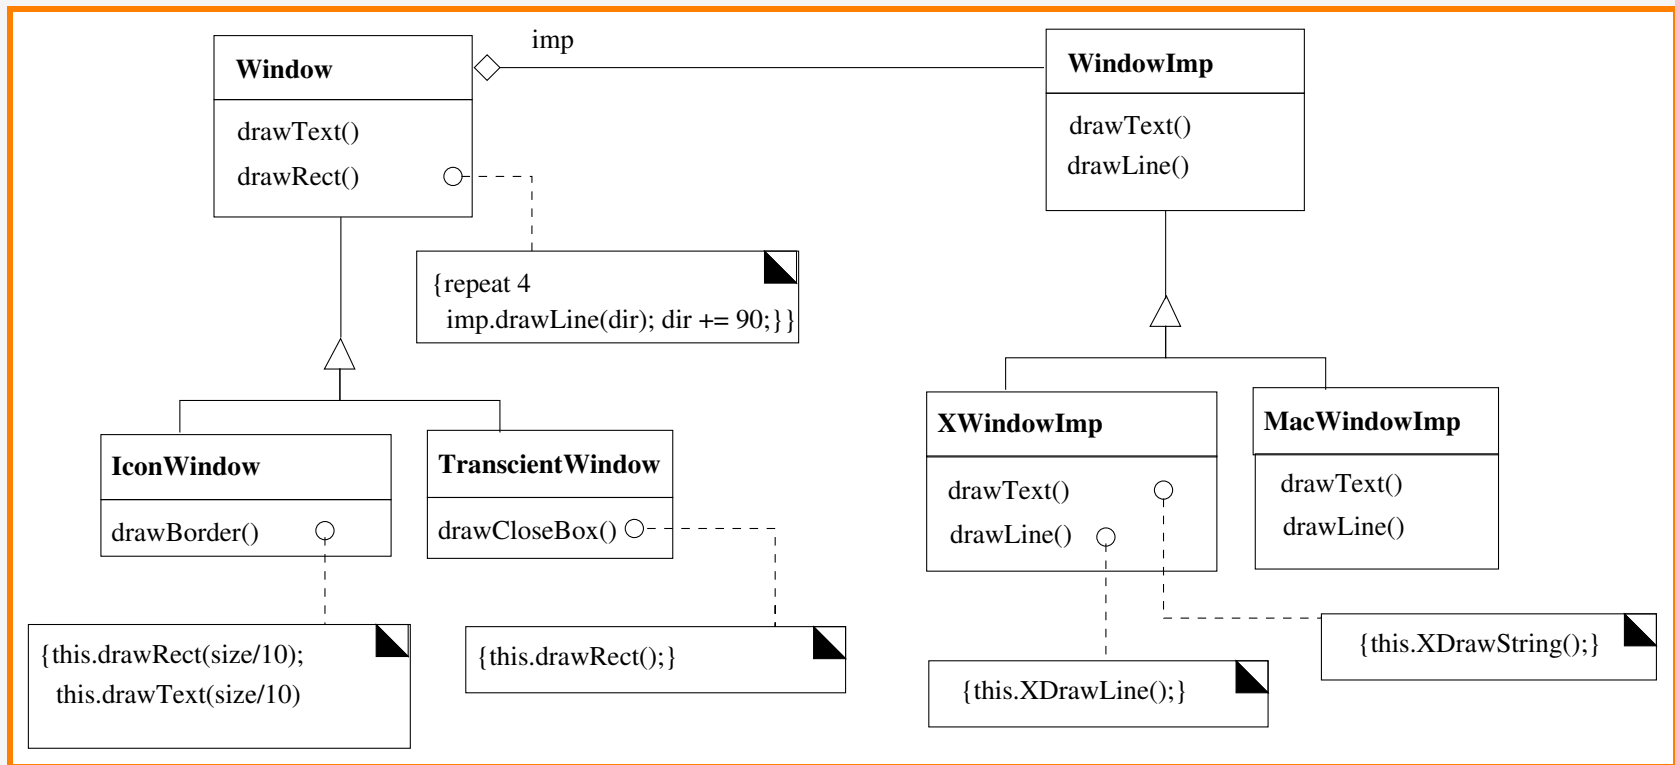 imp
Window
drawText()
drawRect()
WindowImp
drawText()
drawLine()
{repeat 4
imp.drawLine(dir); dir += 90;}}
IconWindow
drawBorder()
TranscientWindow
drawCloseBox()
XWindowImp
drawText()
drawLine()
MacWindowImp
drawText()
drawLine()
{this.drawRect(size/10);
this.drawText(size/10)
{this.drawRect();}
{this.XDrawLine();}
{this.XDrawString();}